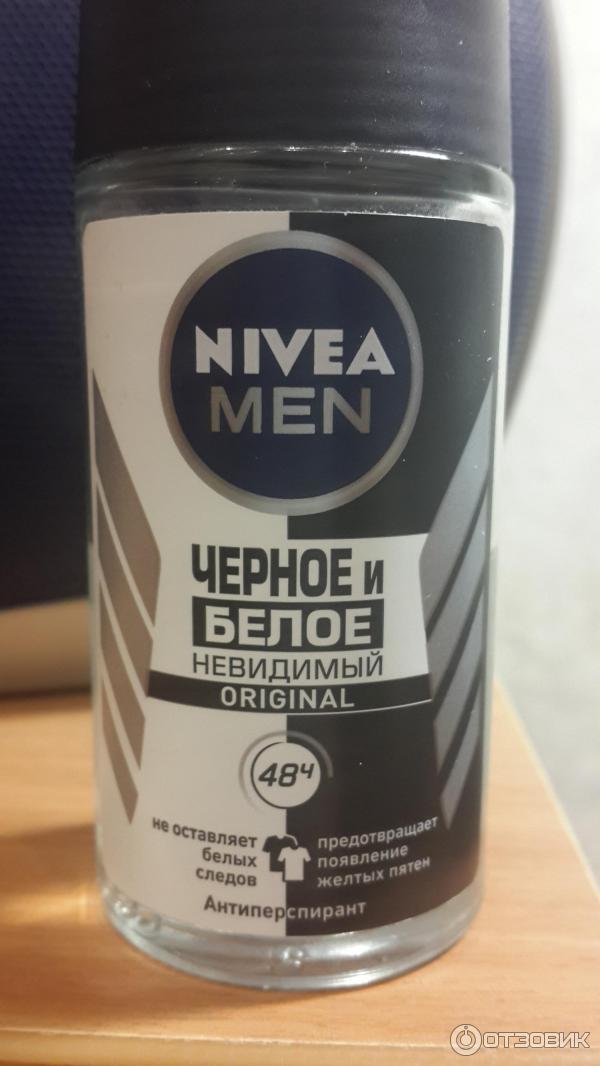 NIVEA
MEN
ЧЕРНОЕ И
БЕЛОЕ
НЕВИДИМЫЙ
ORIGINAL
48ч
не оставляет
белых
следов
предотвращает
появление
желтых пятен
Антиперспирант
ОТЗОВИК